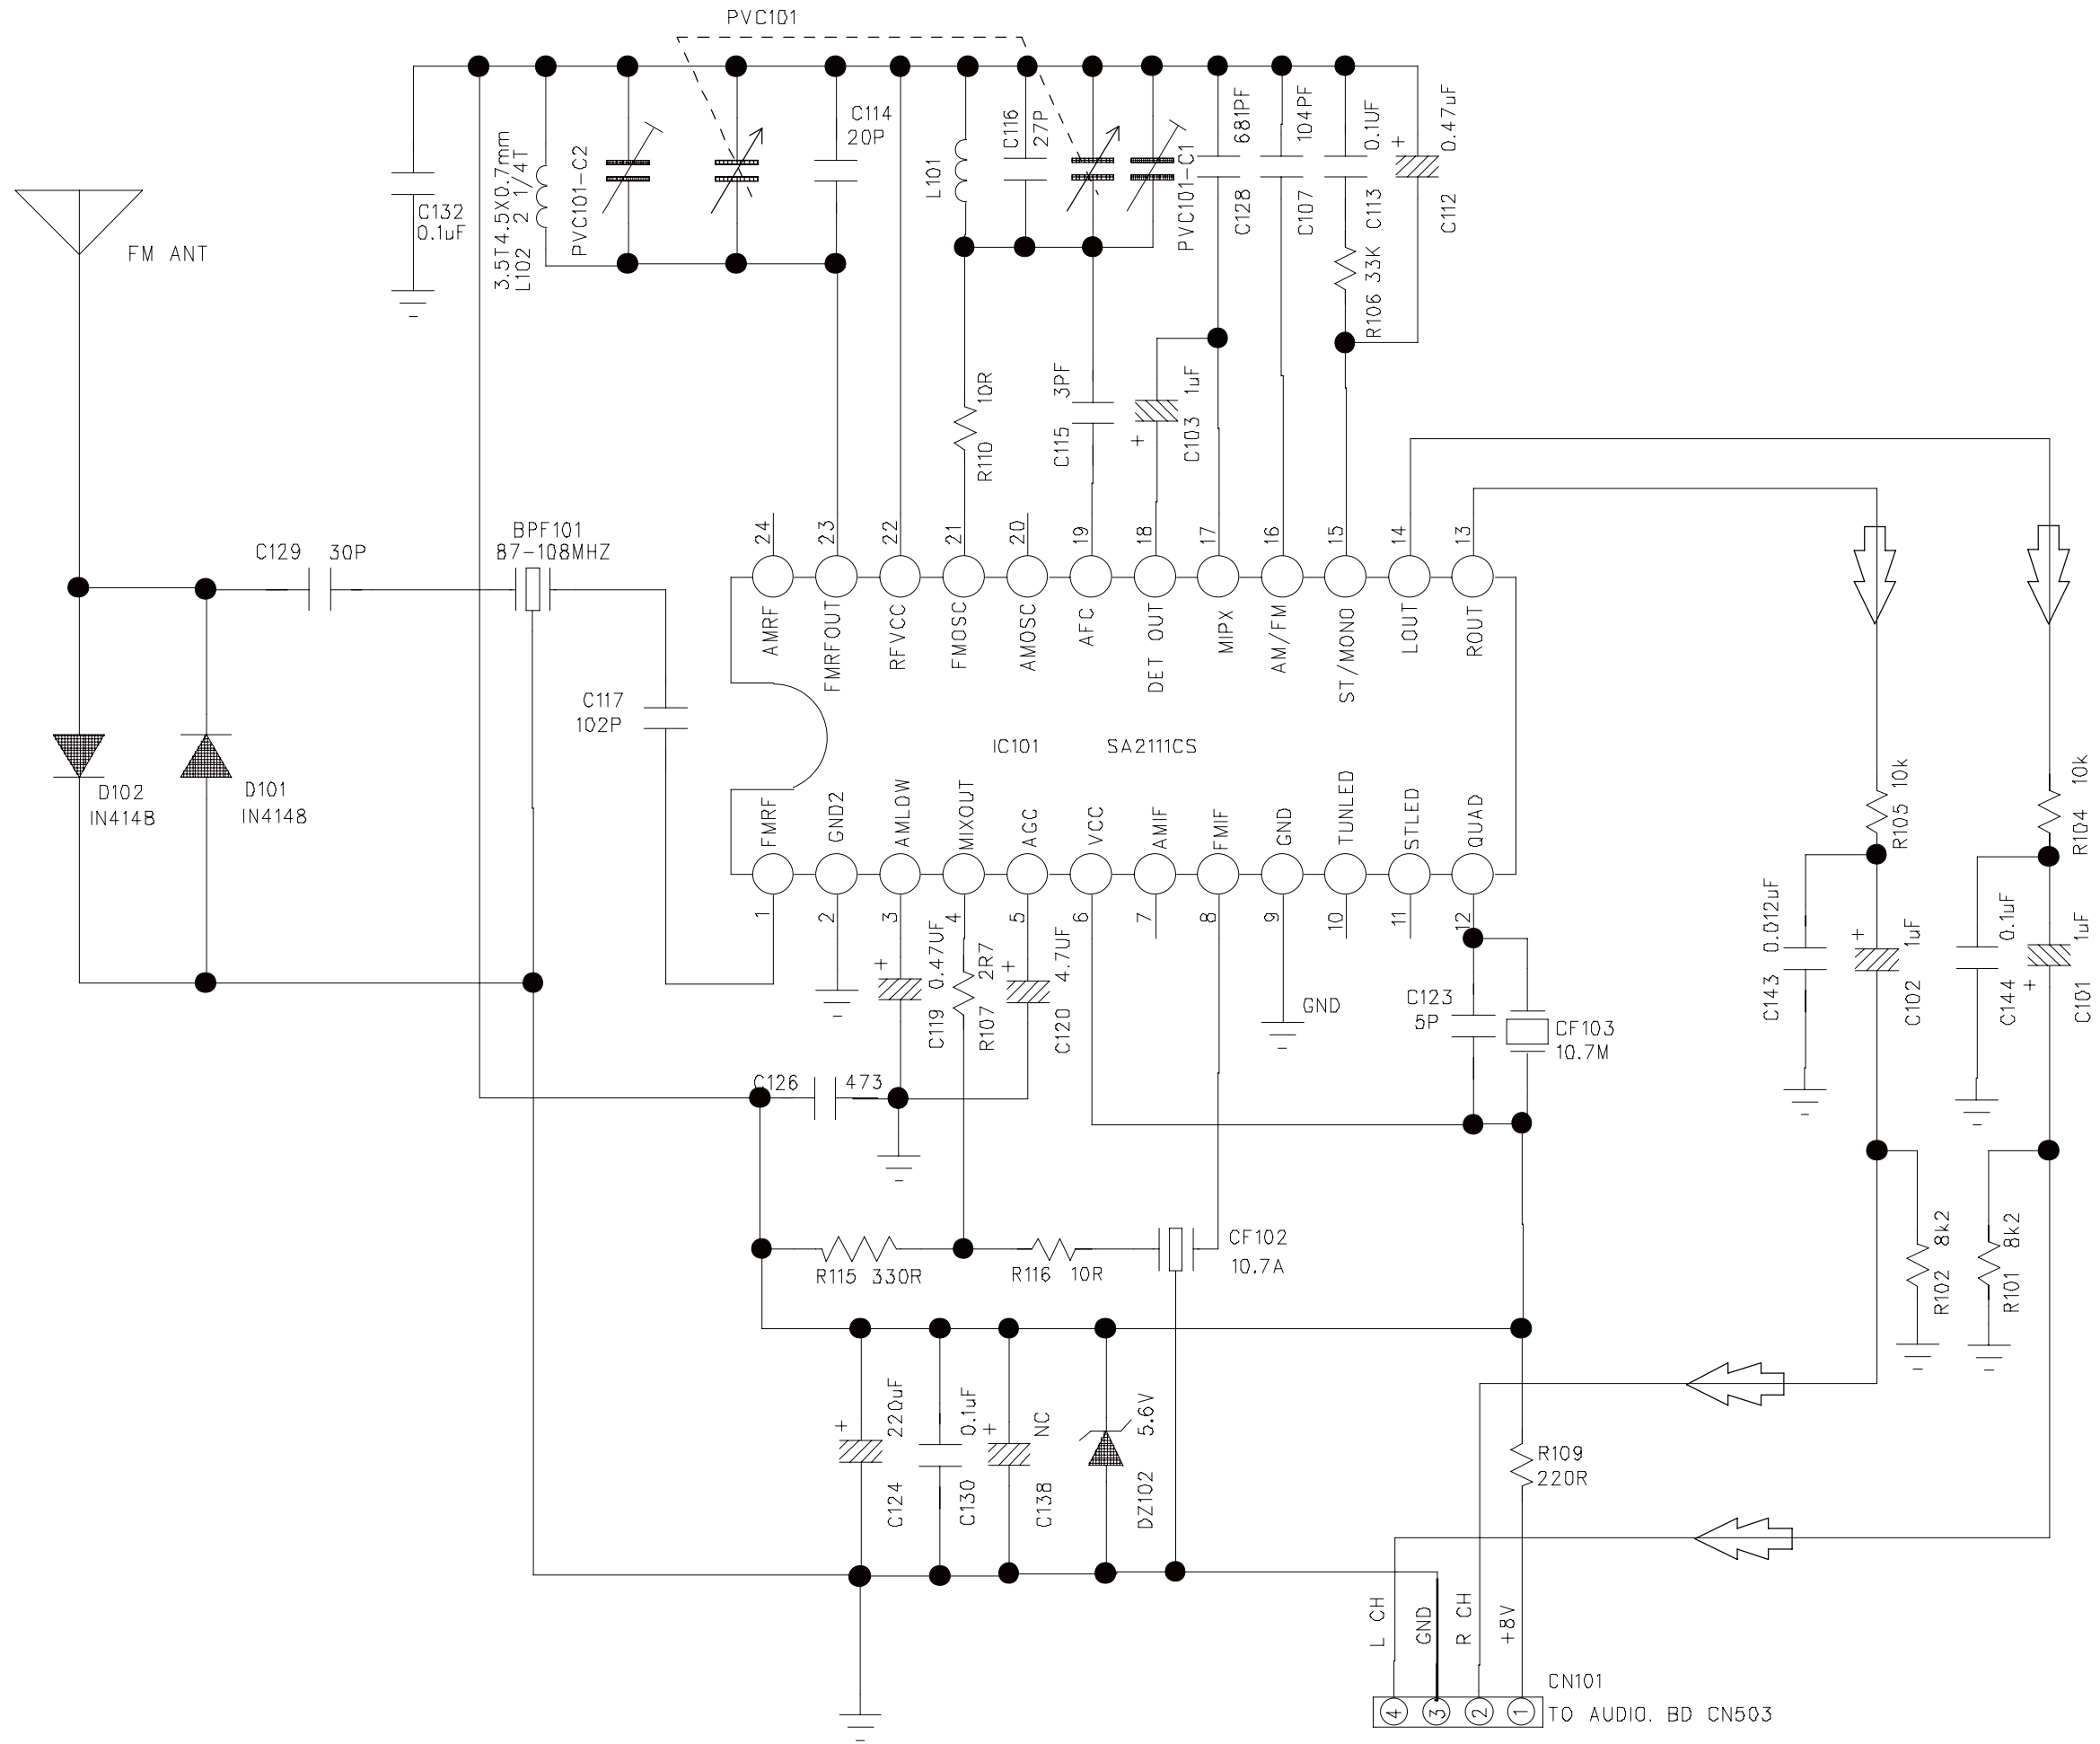 PVC101
C132
0.1uF
3.5T4.5X0.7mm
L102 2 1/4T
PVC101-C2
C114
20P
L101
C116
27P
PVC101-C1
681PF
C128
104PF
C107
0.1UF
C113
R106 33K
+
0.47uF
C112
FM ANT
R110 10R
C115 3PF
C103 1uF
+
C129 30P
BPF101
87-108MHZ
C117
102P
D102
IN4148
D101
IN4148
24
23
22
21
20
19
18
17
16
15
14
13
AMRF
FMRFOUT
RFVCC
FMOSC
AMOSC
AFC
DET OUT
MIPX
AM/FM
ST/MONO
LOUT
ROUT
IC101 SA2111CS
FMRF
GND2
AMLOW
MIXOUT
AGC
VCC
AMIF
FMIF
GND
TUNLED
STLED
QUAD
1
2
3
4
5
6
7
8
9
10
11
12
+
C119 0.47UF
R107 2R7
+
C120 4.7UF
GND
C123
5P
CF103
10.7M
R105 10k
R104 10k
C143 0.012uF
+
C102 1uF
C144 0.1uF
+
C101 1uF
C126 473
R115 330R
R116 10R
CF102
10.7A
R102 8k2
R101 8k2
+
C124 220uF
C130 0.1uF
+
C138 NC
DZ102 5.6V
R109
220R
L CH
GND
R CH
+8V
CN101
4
3
2
1
TO AUDIO. BD CN503